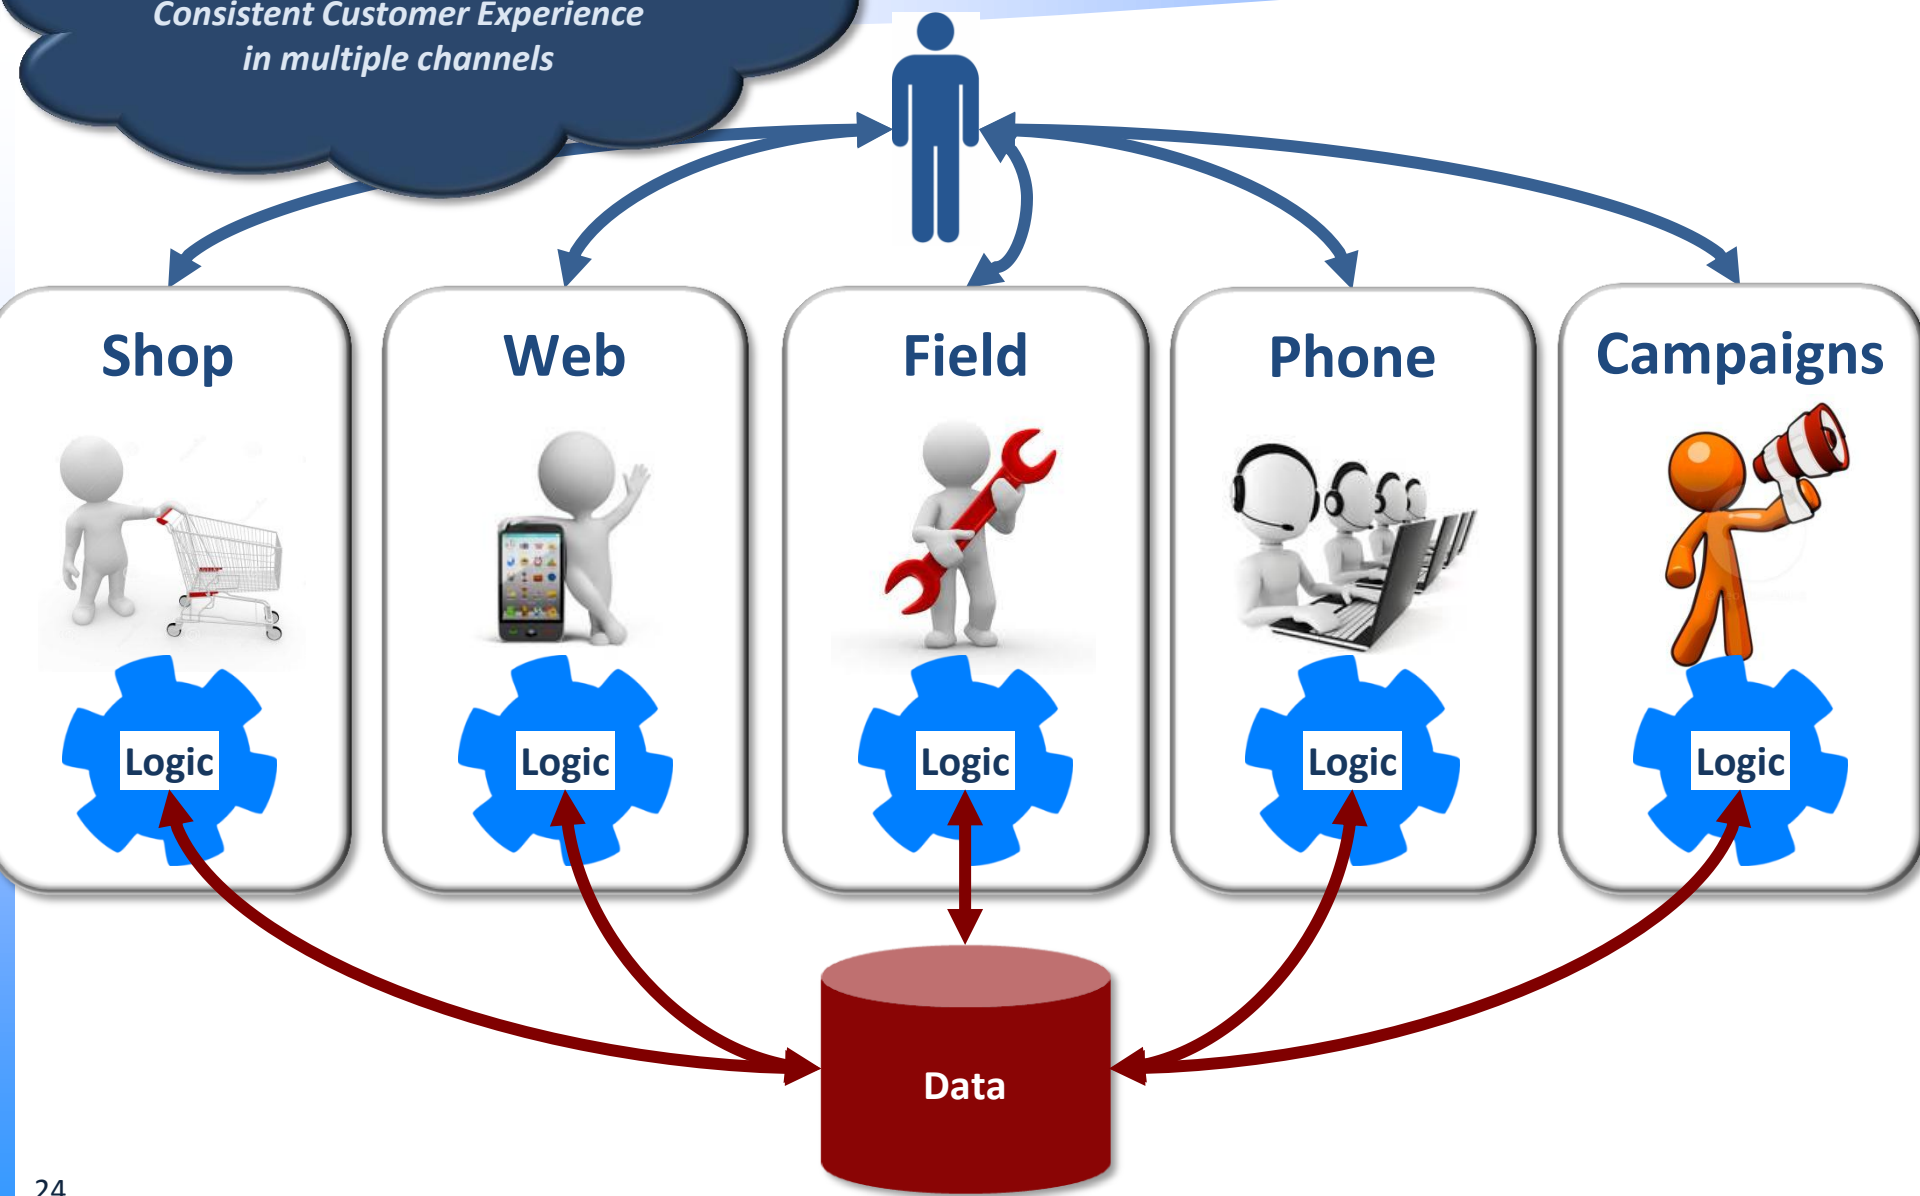 Consistent Customer Experience
in multiple channels
Shop
Web
Field
Phone
Campaigns
Logic
Logic
Logic
Logic
Logic
Data
24